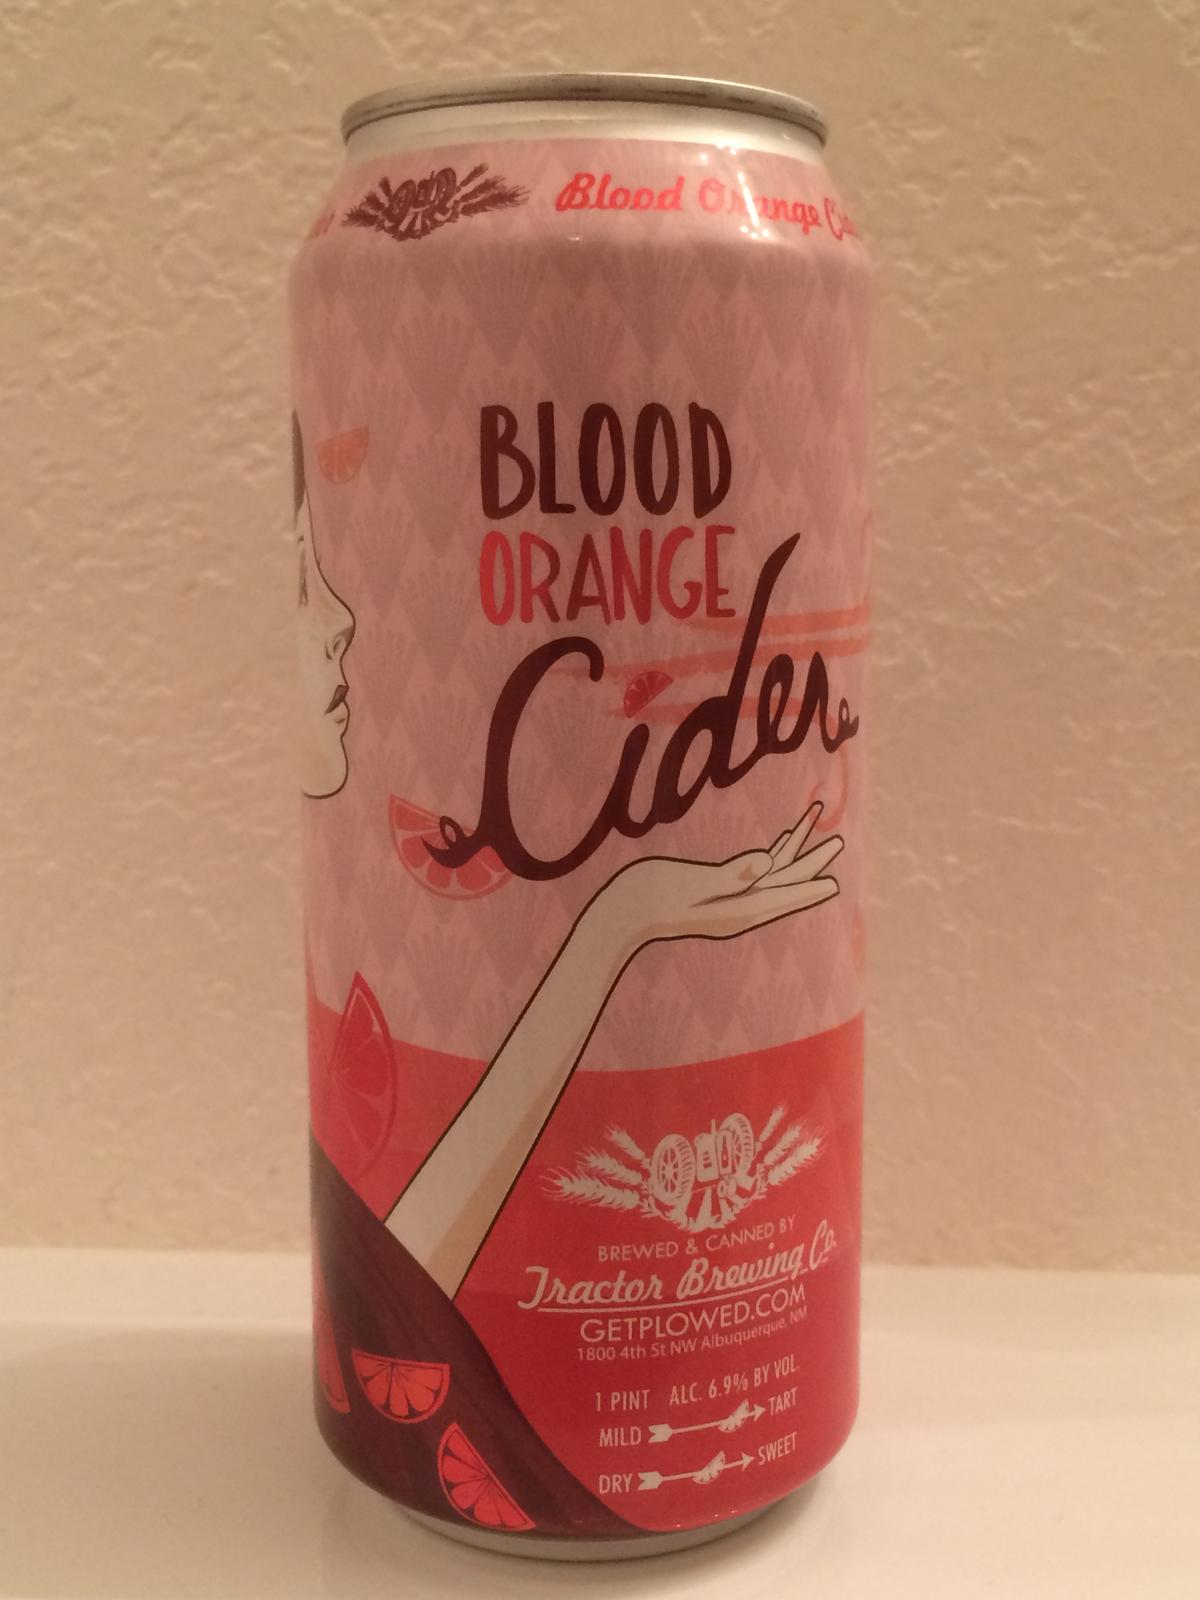 Blood Orange
BLOOD
ORANGE
Cider
BREWED & CANNED BY
Tractor Brewing Co.
GETPLOWED.COM
1800 4th St NW Albuquerque, NM
1 PINT ALC. 6.9% BY VOL.
MILD TART
DRY SWEET